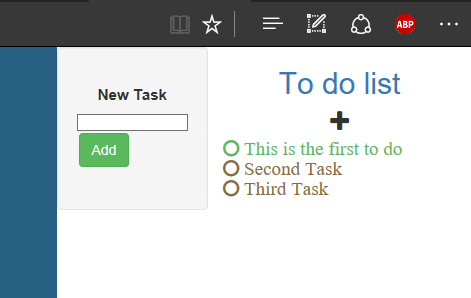 ABP
New Task
Add
To do list
This is the first to do
Second Task
Third Task